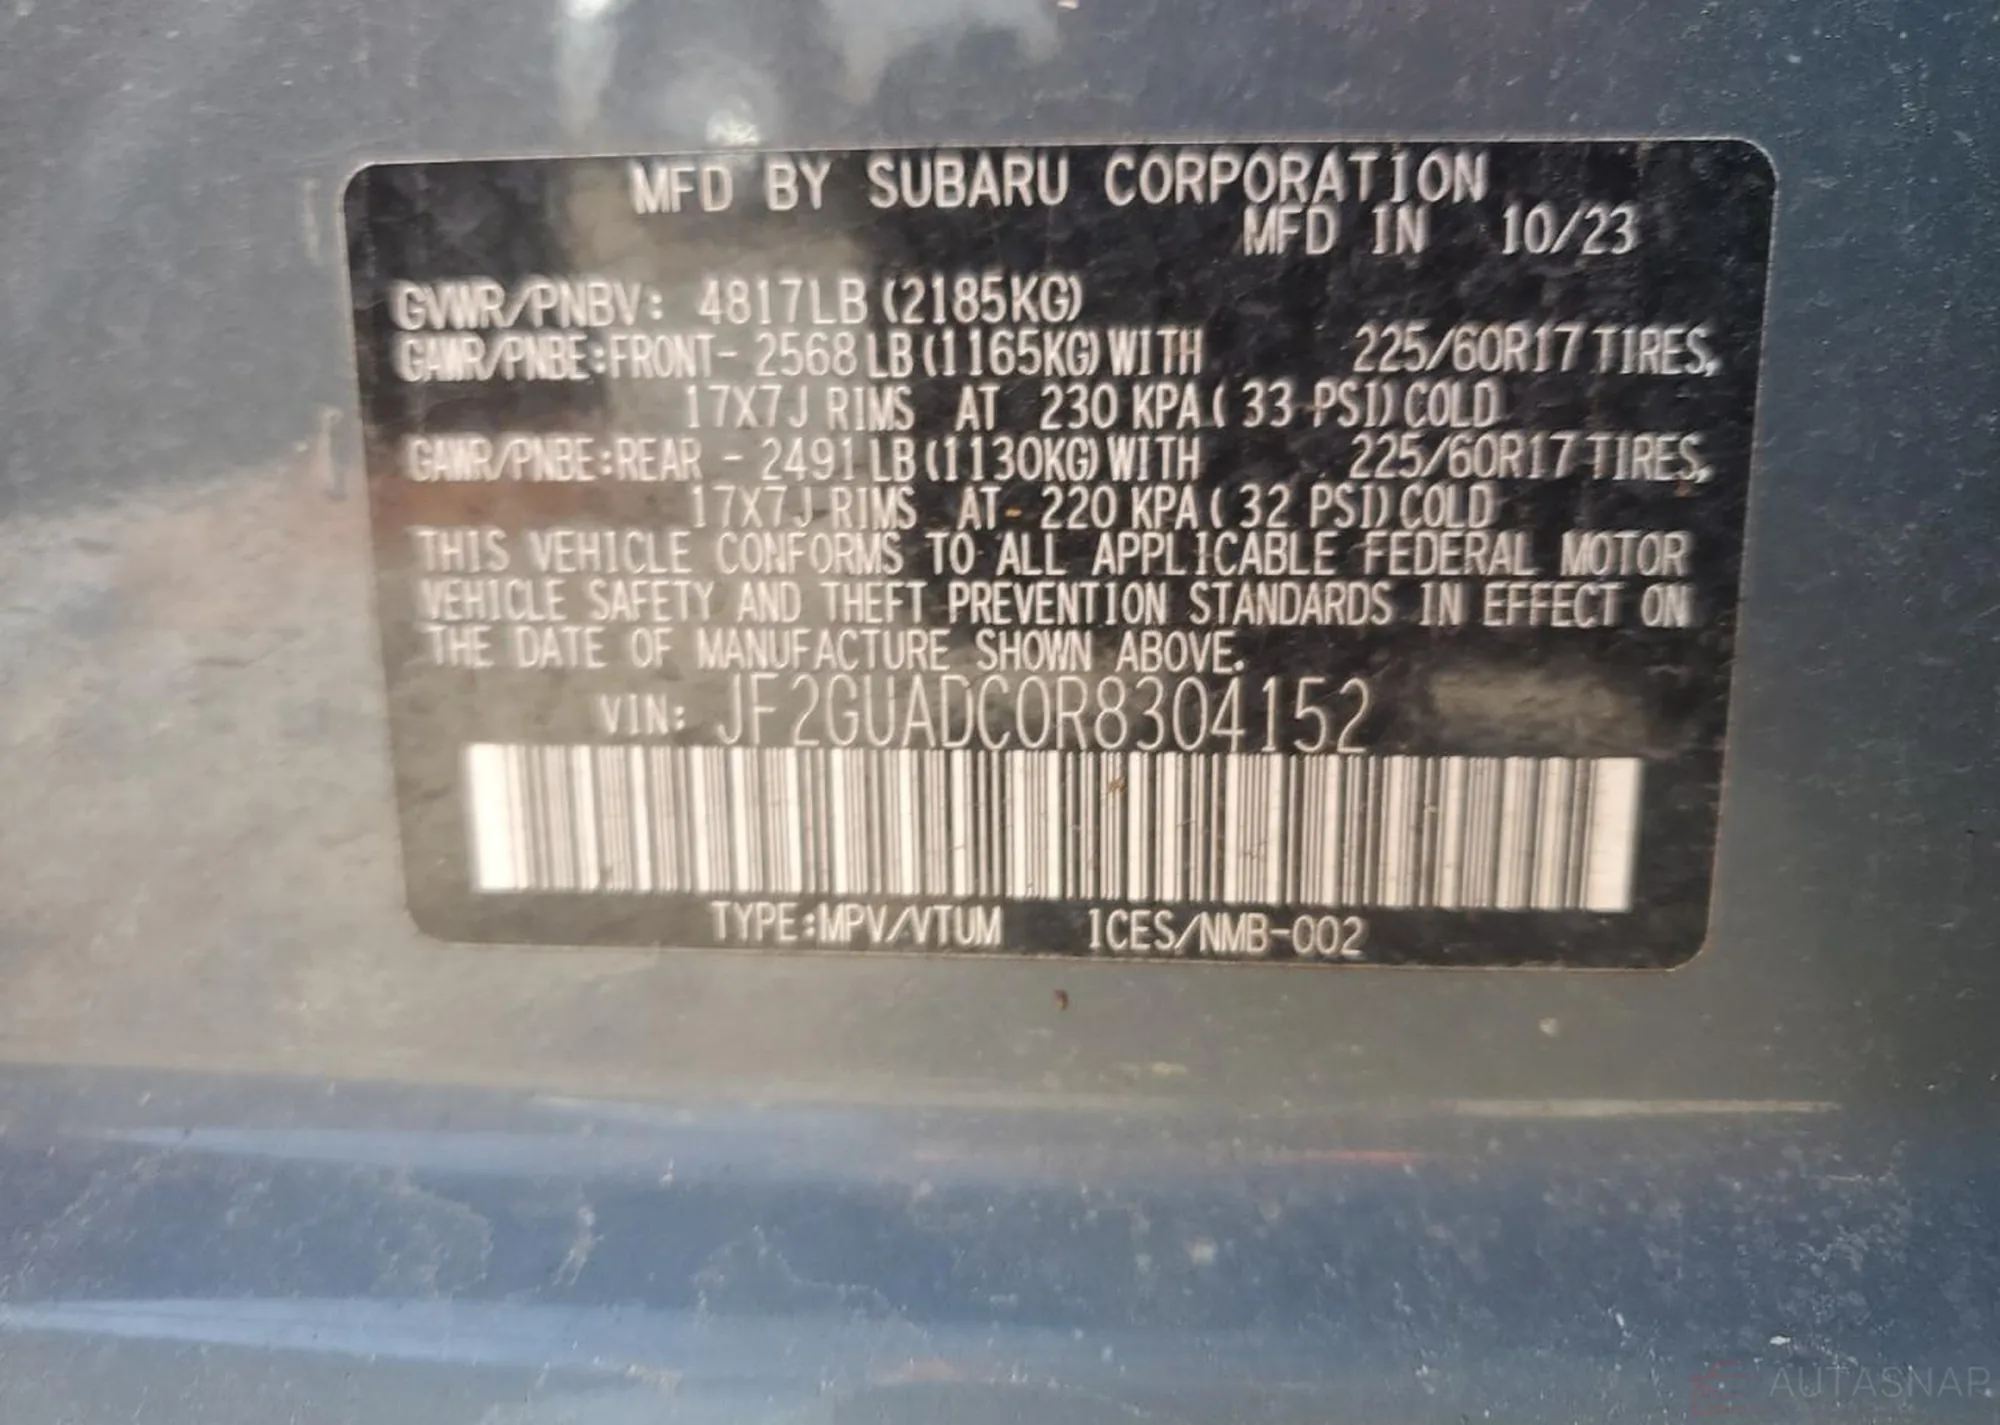 MFD BY SUBARU CORPORATION
MFD IN 10/23
GVWR/PNBV: 4817LB (2185KG)
GAWR/PNBE:FRONT- 2568 LB (1165KG) WITH 225/60R17 TIRES,
17X7J RIMS AT 230 KPA ( 33 PSI) COLD
GAWR/PNBE:REAR - 2491 LB (1130KG) WITH 225/60R17 TIRES,
17X7J RIMS AT 220 KPA ( 32 PSI) COLD
THIS VEHICLE CONFORMS TO ALL APPLICABLE FEDERAL MOTOR
VEHICLE SAFETY AND THEFT PREVENTION STANDARDS IN EFFECT ON
THE DATE OF MANUFACTURE SHOWN ABOVE.
VIN: JF2GUADC0R8304152
TYPE:MPV/VTUM 1CES/NMB-002
AUTASNAP